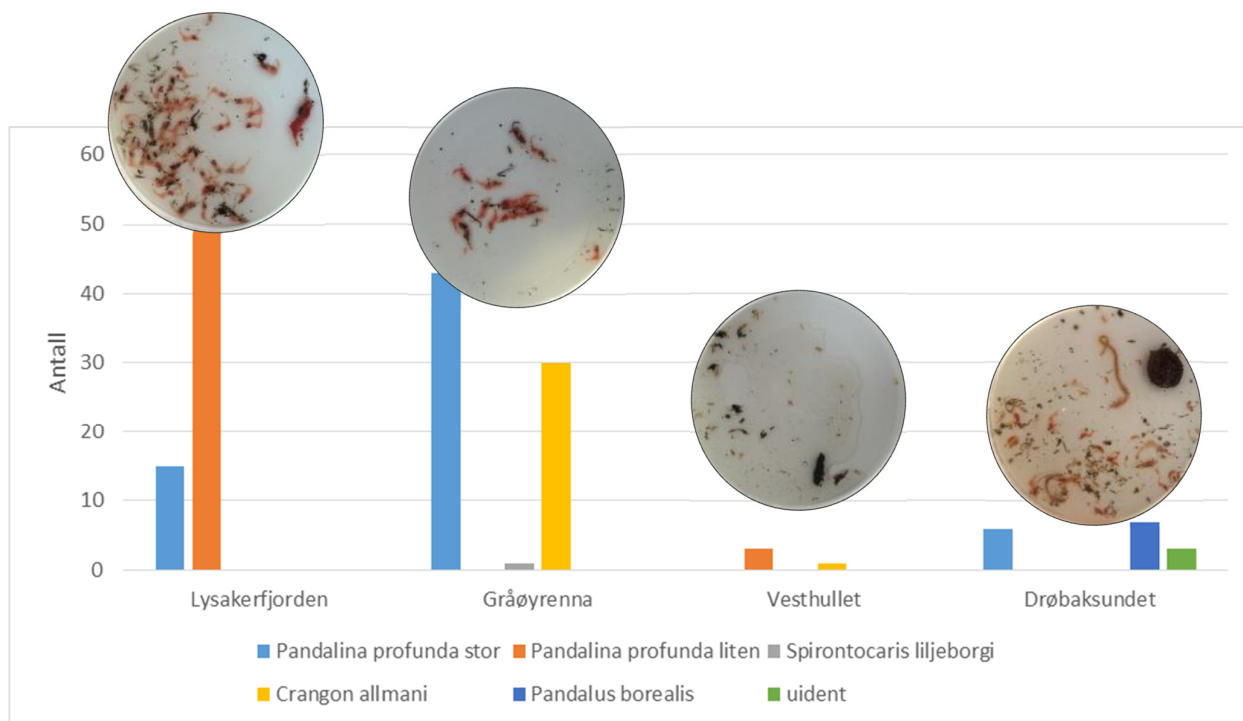 60
50
40
30
20
10
0
Antall
Lysakerfjorden Gråøyrenna Vesthullet Drøbaksundet
Pandalina profunda stor Pandalina profunda liten Spirontocaris liljeborgi
Crangon allmani Pandalus borealis uident